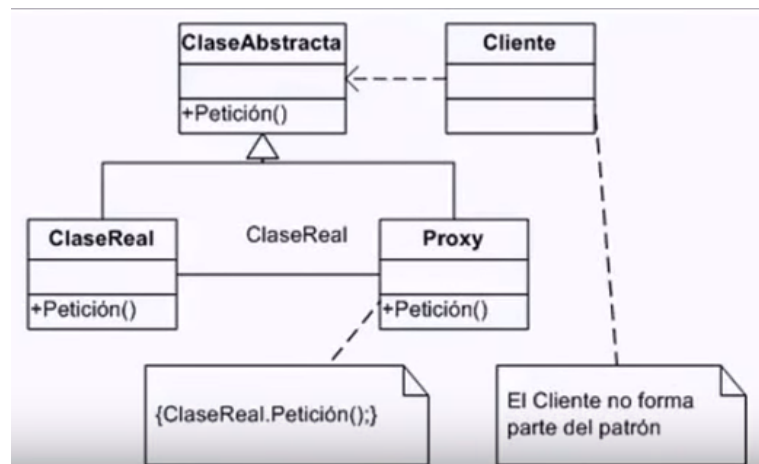 ClaseAbstracta
+Petición()
Cliente
ClaseReal
+Petición()
ClaseReal
Proxy
+Petición()
{ClaseReal.Petición();}
El Cliente no forma
parte del patrón